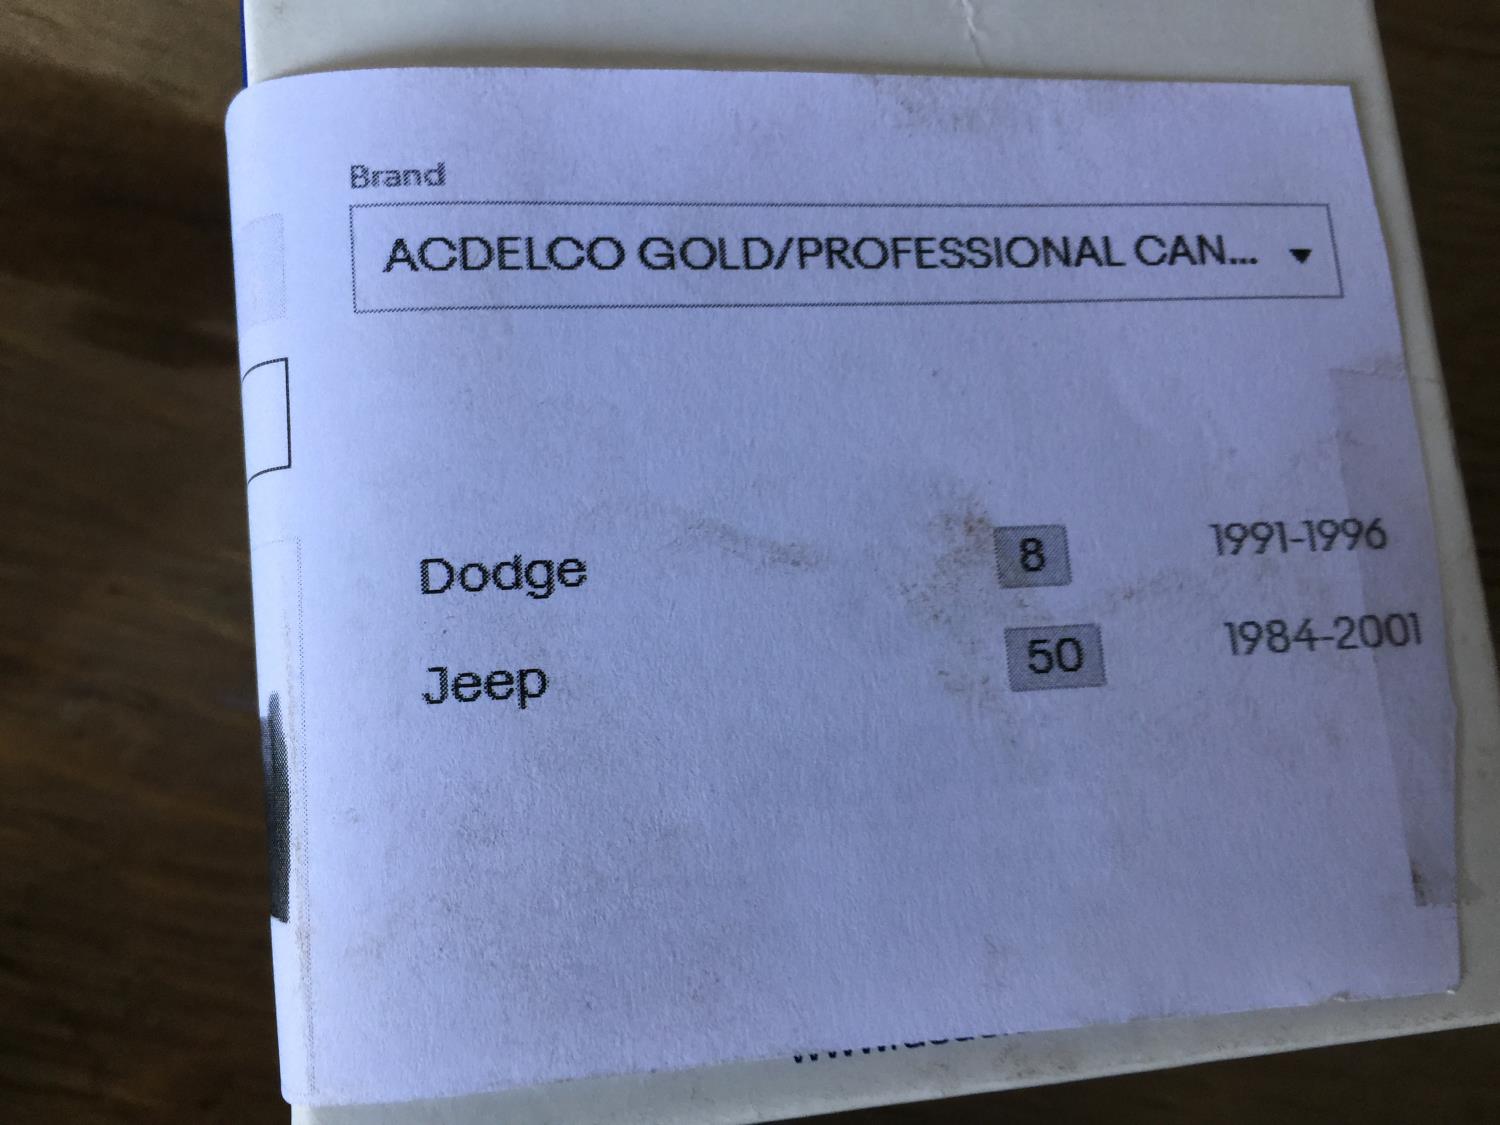 Brand
ACDELCO GOLD/PROFESSIONAL CAN...
Dodge 8 1991-1996
Jeep 50 1984-2001